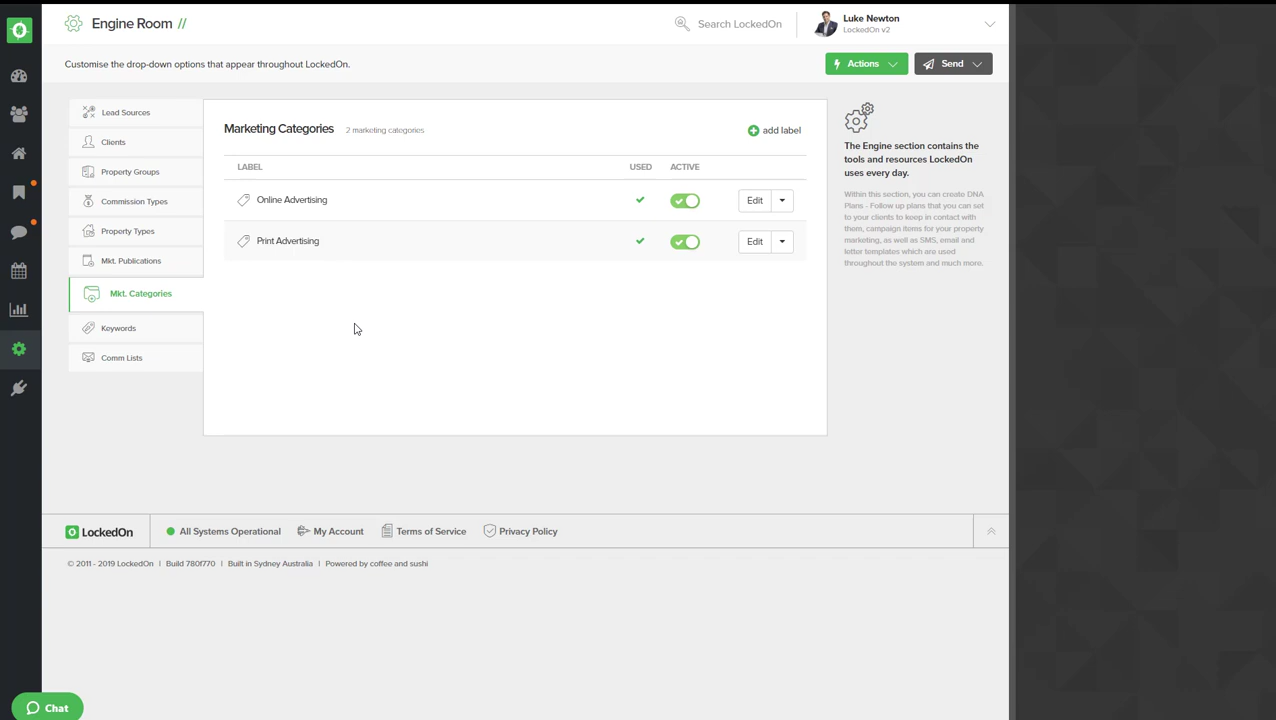 Engine Room //
Search LockedOn
Luke Newton
LockedOn v2
Customise the drop-down options that appear throughout LockedOn.
Actions
Send
Lead Sources
Clients
Property Groups
Commission Types
Property Types
Mkt. Publications
Mkt. Categories
Keywords
Comm Lists
Marketing Categories 2 marketing categories
add label
LABEL USED ACTIVE
Online Advertising Edit
Print Advertising Edit
The Engine section contains the
tools and resources LockedOn
uses every day.
Within this section, you can create DNA
Plans - Follow up plans that you can set
to your clients to keep in contact with
them, campaign items for your property
marketing, as well as SMS, email and
letter templates which are used
throughout the system and much more.
LockedOn All Systems Operational My Account Terms of Service Privacy Policy
© 2011 - 2019 LockedOn | Build 780f770 | Built in Sydney Australia | Powered by coffee and sushi
Chat